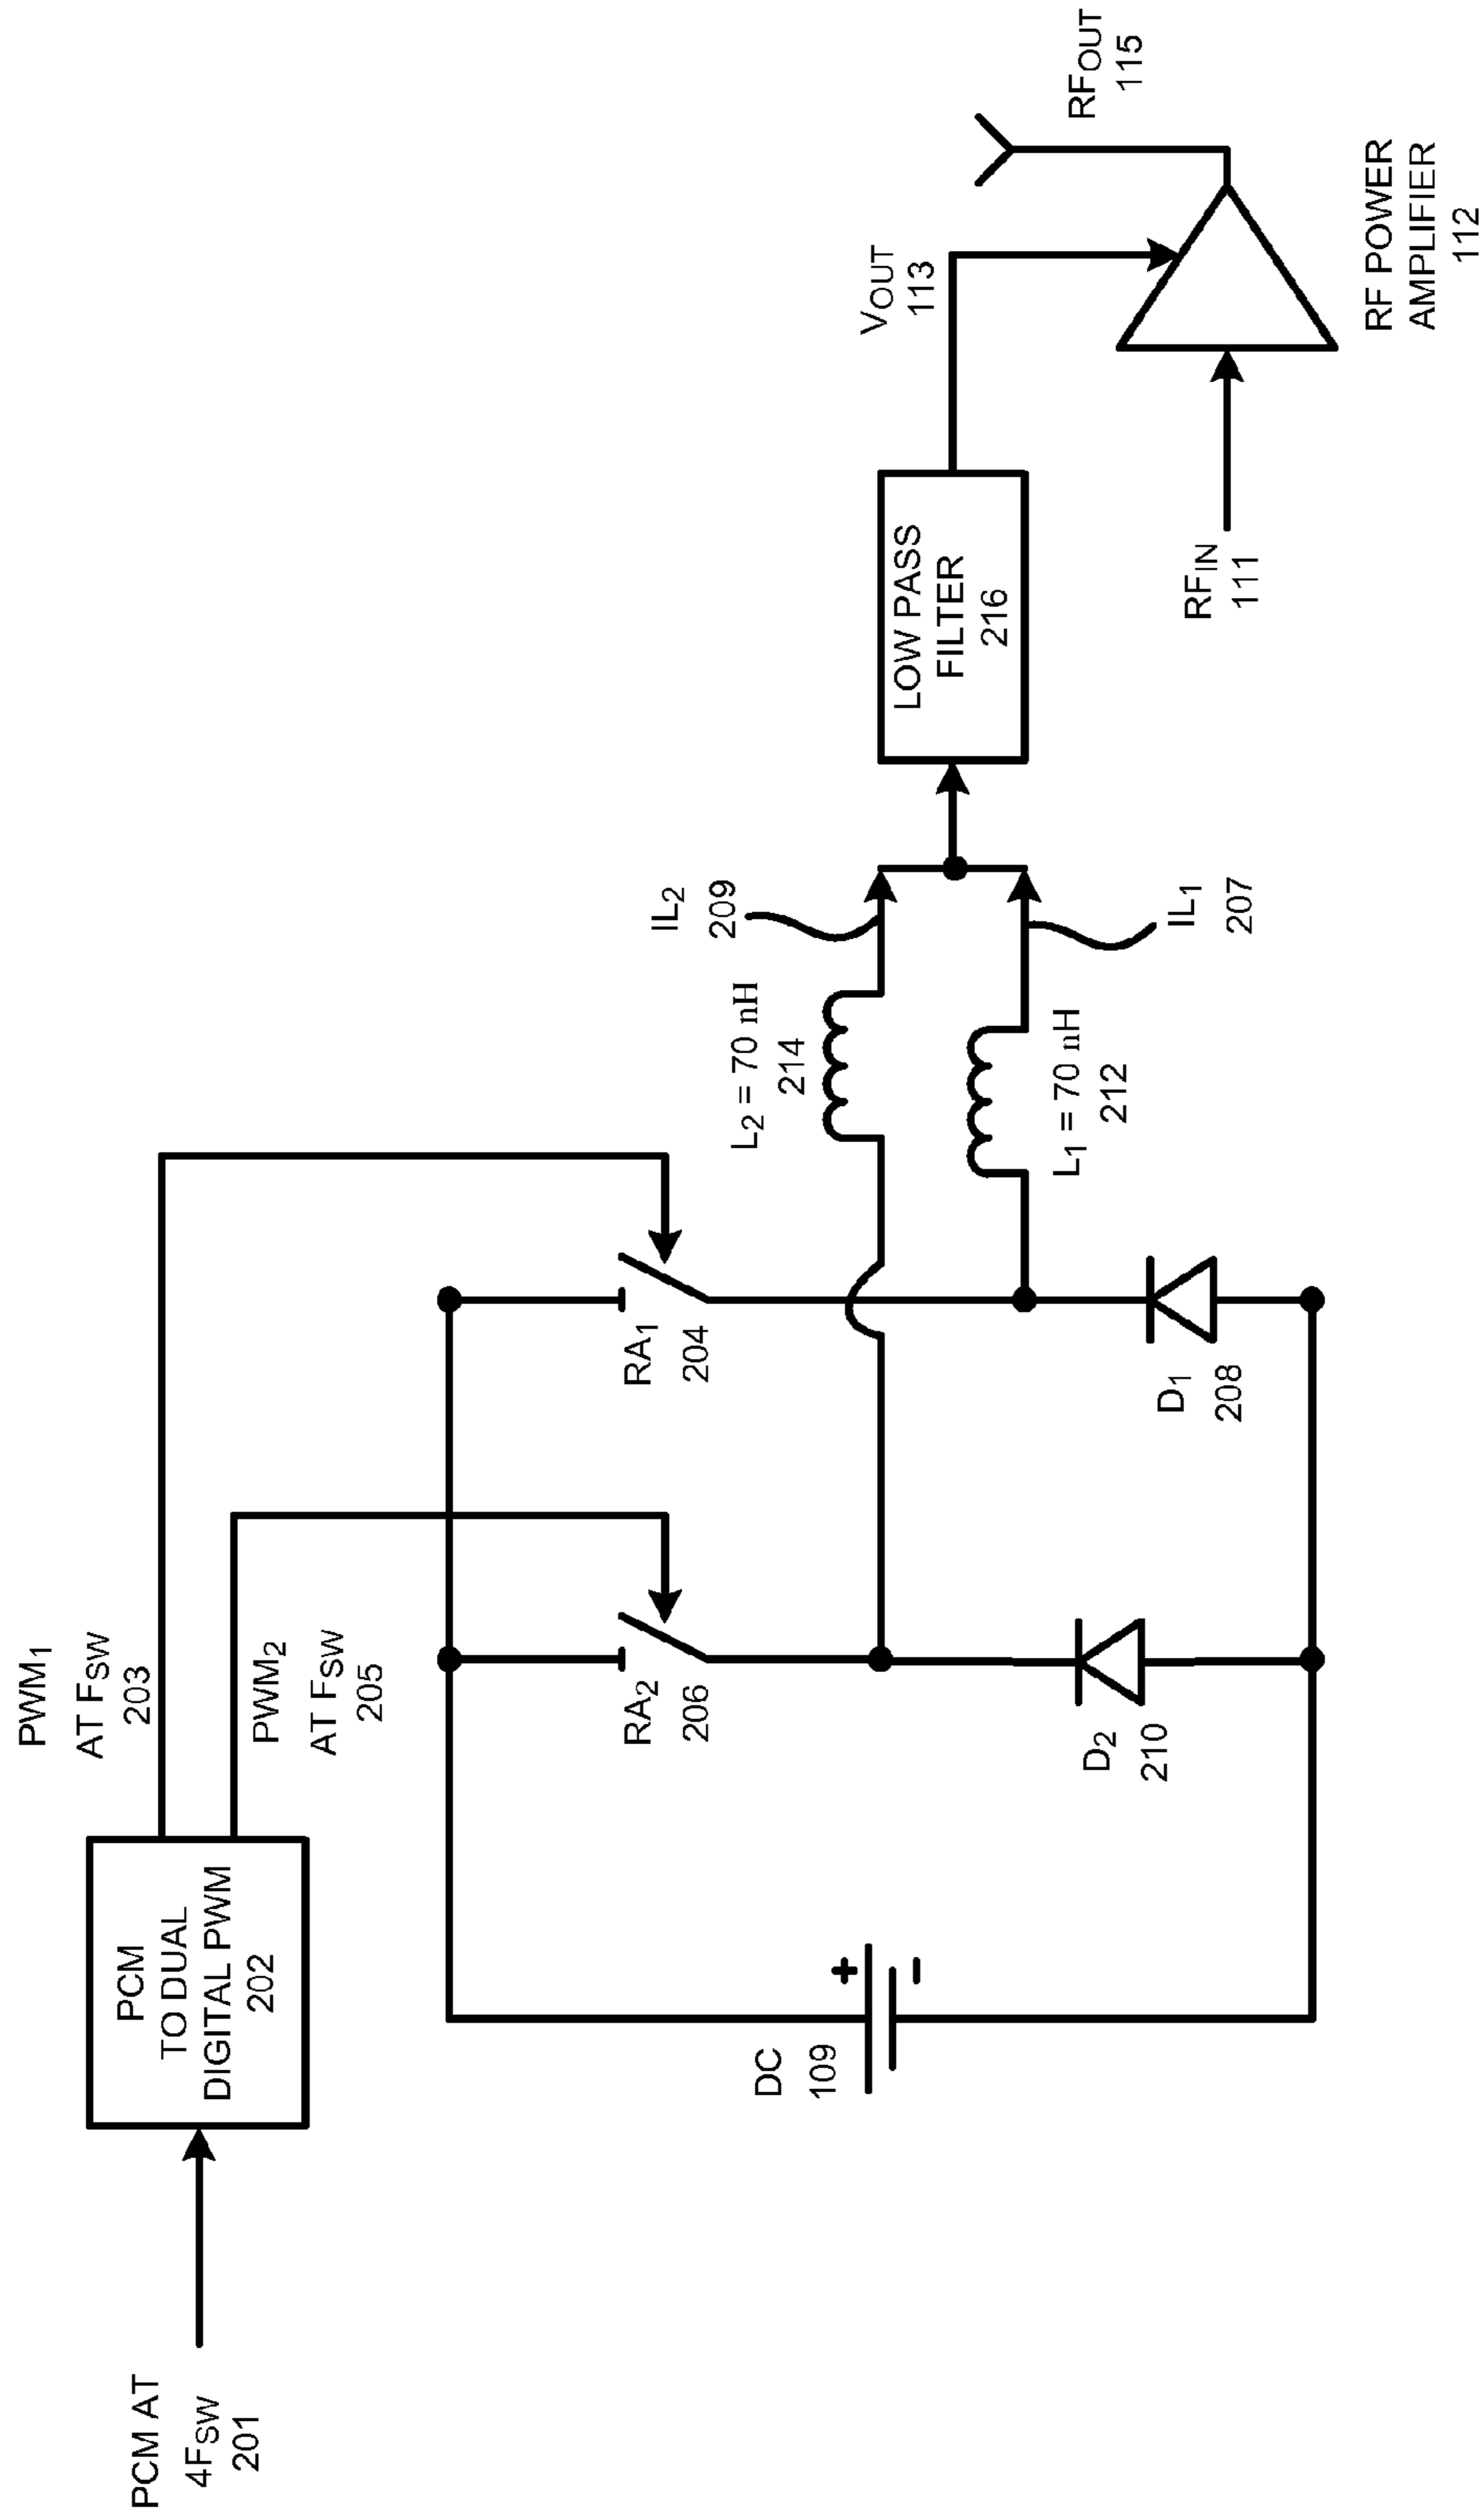 PCM AT
4FSW
201
PCM
TO DUAL
DIGITAL PWM
202
PWM1
AT FSW
203
PWM2
AT FSW
205
DC
109
+
−
RA2
206
RA1
204
D2
210
D1
208
L2 = 70 nH
214
L1 = 70 nH
212
IL2
209
IL1
207
LOW PASS
FILTER
216
VOUT
113
RFIN
111
RF POWER
AMPLIFIER
112
RFOUT
115